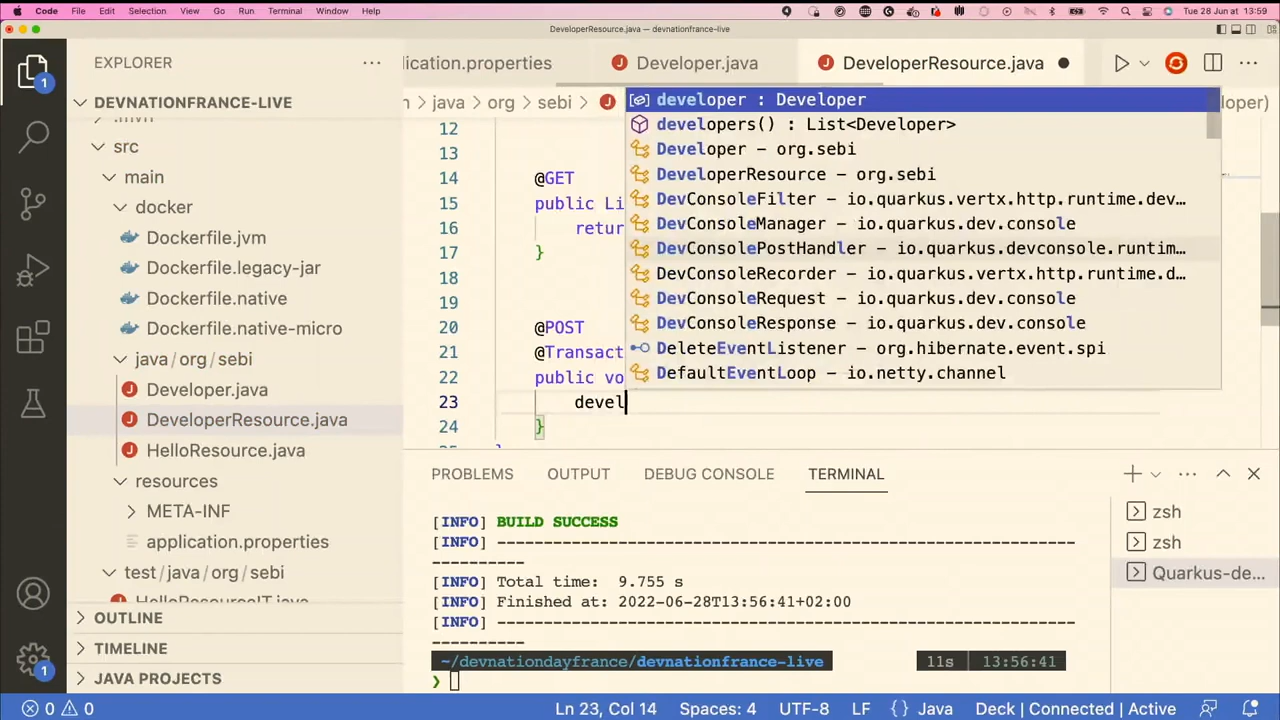 Code File Edit Selection View Go Run Terminal Window Help Tue 28 Jun at 13:59
DeveloperResource.java — devnationfrance-live
EXPLORER
1
DEVNATIONFRANCE-LIVE
.mvn
src
main
docker
Dockerfile.jvm
Dockerfile.legacy-jar
Dockerfile.native
Dockerfile.native-micro
java/org/sebi
Developer.java
DeveloperResource.java
HelloResource.java
resources
META-INF
application.properties
test/java/org/sebi
HelloResourceIT.java
OUTLINE
TIMELINE
JAVA PROJECTS
1
lication.properties Developer.java DeveloperResource.java
java org sebi loper)
developer : Developer
developers() : List<Developer>
Developer – org.sebi
DeveloperResource – org.sebi
DevConsoleFilter – io.quarkus.vertx.http.runtime.dev…
DevConsoleManager – io.quarkus.dev.console
DevConsolePostHandler – io.quarkus.devconsole.runtim…
DevConsoleRecorder – io.quarkus.vertx.http.runtime.d…
DevConsoleRequest – io.quarkus.dev.console
DevConsoleResponse – io.quarkus.dev.console
DeleteEventListener – org.hibernate.event.spi
DefaultEventLoop – io.netty.channel
12
13
14 @GET
15 public Li
16 retur
17 }
18
19
20 @POST
21 @Transact
22 public vo
23 devel
24 }
25 }
PROBLEMS OUTPUT DEBUG CONSOLE TERMINAL
[INFO] BUILD SUCCESS
[INFO] ----------------------------------------------------------------
----------
[INFO] Total time: 9.755 s
[INFO] Finished at: 2022-06-28T13:56:41+02:00
[INFO] ----------------------------------------------------------------
----------
~/devnationdayfrance/devnationfrance-live 11s 13:56:41
❯
zsh
zsh
Quarkus-de...
0 0 Ln 23, Col 14 Spaces: 4 UTF-8 LF {} Java Deck | Connected | Active